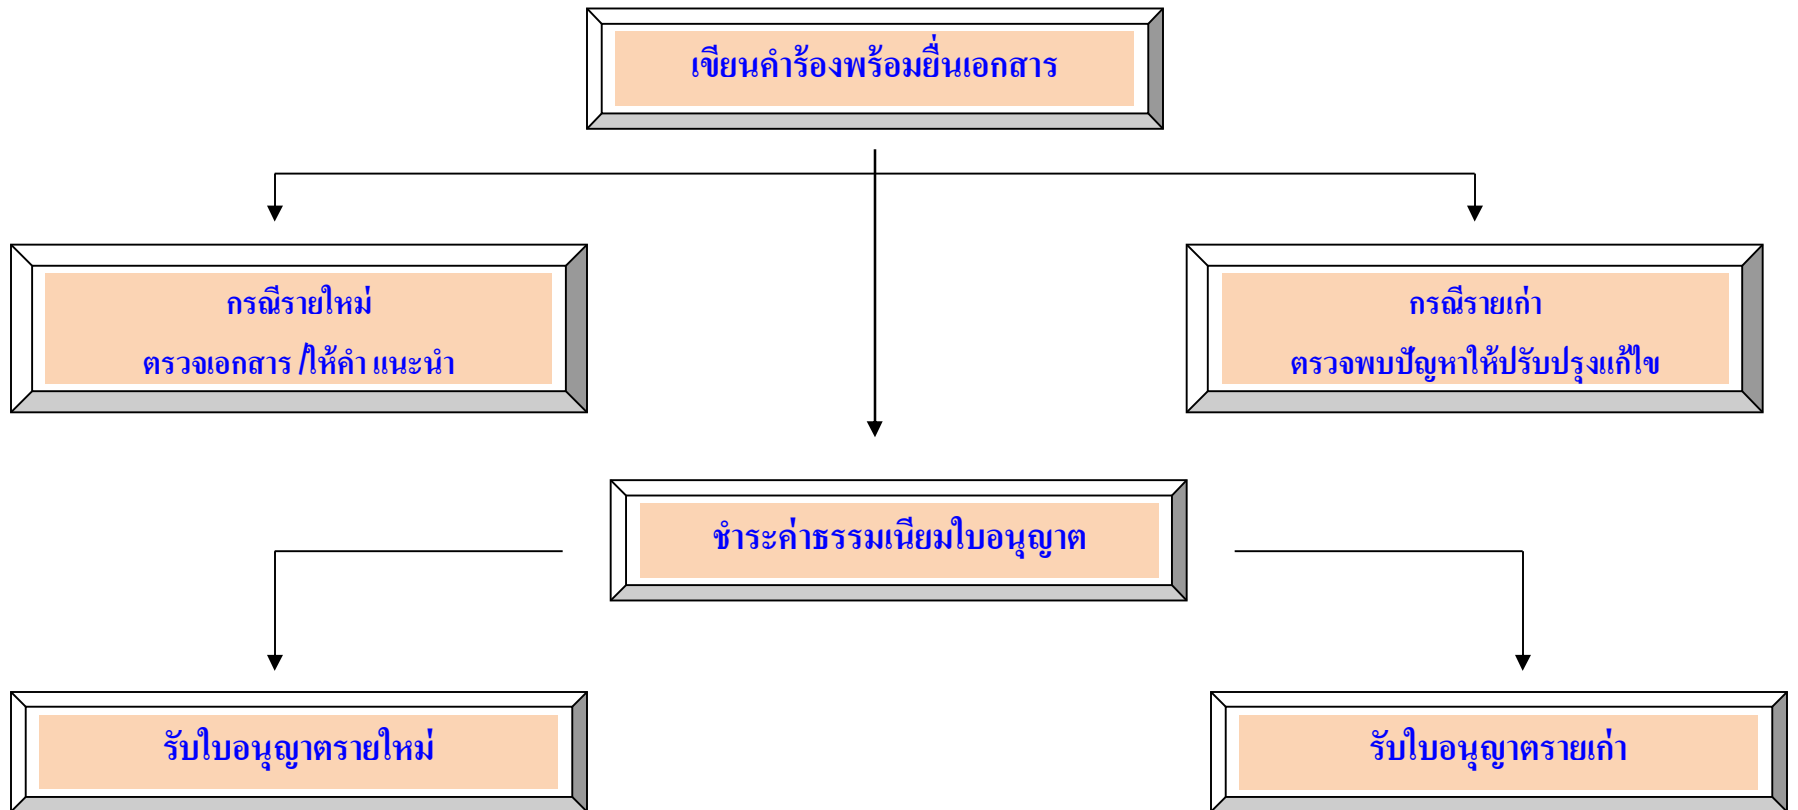 เขียนคำร้องพร้อมยื่นเอกสาร
กรณีรายใหม่
ตรวจเอกสาร /ให้คำ แนะนำ
กรณีรายเก่า
ตรวจพบปัญหาให้ปรับปรุงแก้ไข
ชำระค่าธรรมเนียมใบอนุญาต
รับใบอนุญาตรายใหม่
รับใบอนุญาตรายเก่า